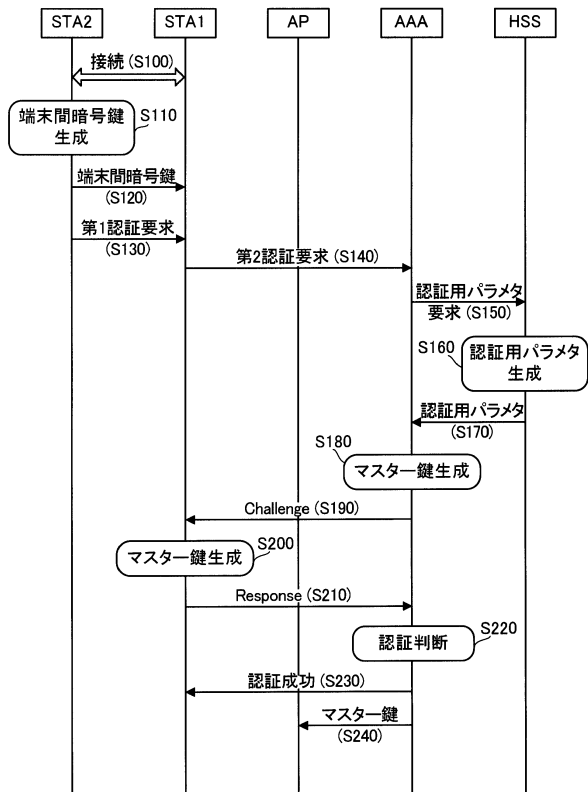 STA2 STA1 AP AAA HSS
接続 (S100)
端末間暗号鍵
生成
S110
端末間暗号鍵
(S120)
第1認証要求
(S130)
第2認証要求 (S140)
認証用パラメタ
要求 (S150)
S160
認証用パラメタ
生成
認証用パラメタ
(S170)
S180
マスター鍵生成
Challenge (S190)
マスター鍵生成
S200
Response (S210)
認証判断
S220
認証成功 (S230)
マスター鍵
(S240)